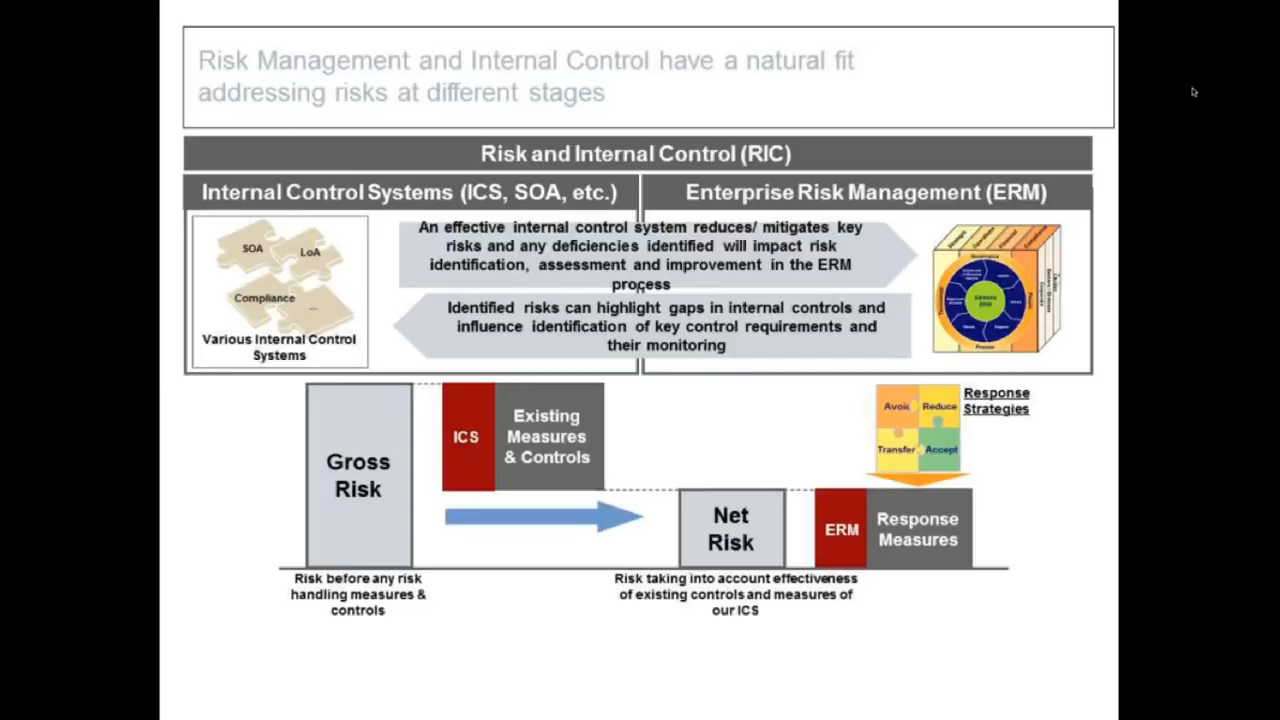 Risk Management and Internal Control have a natural fit
addressing risks at different stages
Risk and Internal Control (RIC)
Internal Control Systems (ICS, SOA, etc.)
Enterprise Risk Management (ERM)
SOA
LoA
Compliance
...
Various Internal Control
Systems
An effective internal control system reduces/ mitigates key
risks and any deficiencies identified will impact risk
identification, assessment and improvement in the ERM
process
Identified risks can highlight gaps in internal controls and
influence identification of key control requirements and
their monitoring
Strategic
Operations
Financial
Compliance
Governance
Process
Gross
Risk
ICS
Existing
Measures
& Controls
Avoid
Reduce
Transfer
Accept
Response
Strategies
Net
Risk
ERM
Response
Measures
Risk before any risk
handling measures &
controls
Risk taking into account effectiveness
of existing controls and measures of
our ICS